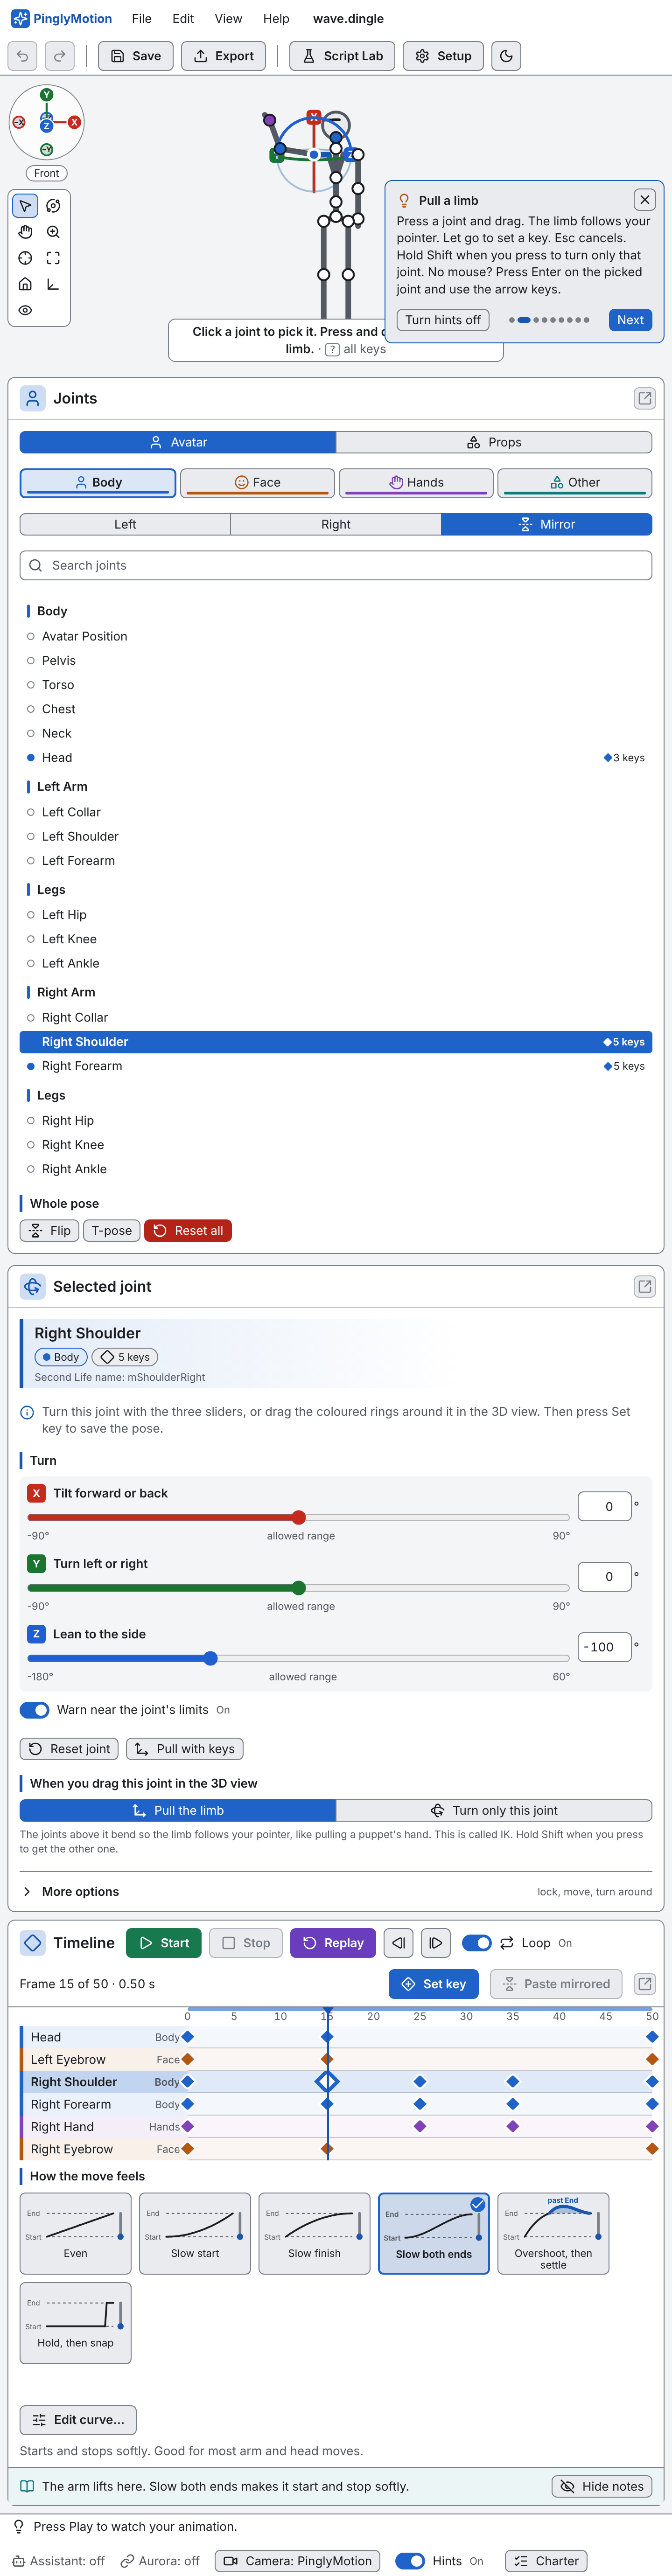 PinglyMotion File Edit View Help wave.dingle
Save Export Script Lab Setup
Y
-X Z X
-Y
Front
Pull a limb
Press a joint and drag. The limb follows your
pointer. Let go to set a key. Esc cancels.
Hold Shift when you press to turn only that
joint. No mouse? Press Enter on the picked
joint and use the arrow keys.
Turn hints off Next
Click a joint to pick it. Press and
limb. · ? all keys
Joints
Avatar Props
Body Face Hands Other
Left Right Mirror
Search joints
Body
Avatar Position
Pelvis
Torso
Chest
Neck
Head 3 keys
Left Arm
Left Collar
Left Shoulder
Left Forearm
Legs
Left Hip
Left Knee
Left Ankle
Right Arm
Right Collar
Right Shoulder 5 keys
Right Forearm 5 keys
Legs
Right Hip
Right Knee
Right Ankle
Whole pose
Flip T-pose Reset all
Selected joint
Right Shoulder
Body 5 keys
Second Life name: mShoulderRight
Turn this joint with the three sliders, or drag the coloured rings around it in the 3D view. Then press Set
key to save the pose.
Turn
X Tilt forward or back 0 °
-90° allowed range 90°
Y Turn left or right 0 °
-90° allowed range 90°
Z Lean to the side -100 °
-180° allowed range 60°
Warn near the joint's limits On
Reset joint Pull with keys
When you drag this joint in the 3D view
Pull the limb Turn only this joint
The joints above it bend so the limb follows your pointer, like pulling a puppet's hand. This is called IK. Hold Shift when you press
to get the other one.
More options lock, move, turn around
Timeline Start Stop Replay Loop On
Frame 15 of 50 · 0.50 s Set key Paste mirrored
0 5 10 15 20 25 30 35 40 45 50
Head Body
Left Eyebrow Face
Right Shoulder Body
Right Forearm Body
Right Hand Hands
Right Eyebrow Face
How the move feels
End Start Even
End Start Slow start
End Start Slow finish
End Start Slow both ends
past End
End Start Overshoot, then
settle
End Start Hold, then snap
Edit curve...
Starts and stops softly. Good for most arm and head moves.
The arm lifts here. Slow both ends makes it start and stop softly. Hide notes
Press Play to watch your animation.
Assistant: off Aurora: off Camera: PinglyMotion Hints On Charter